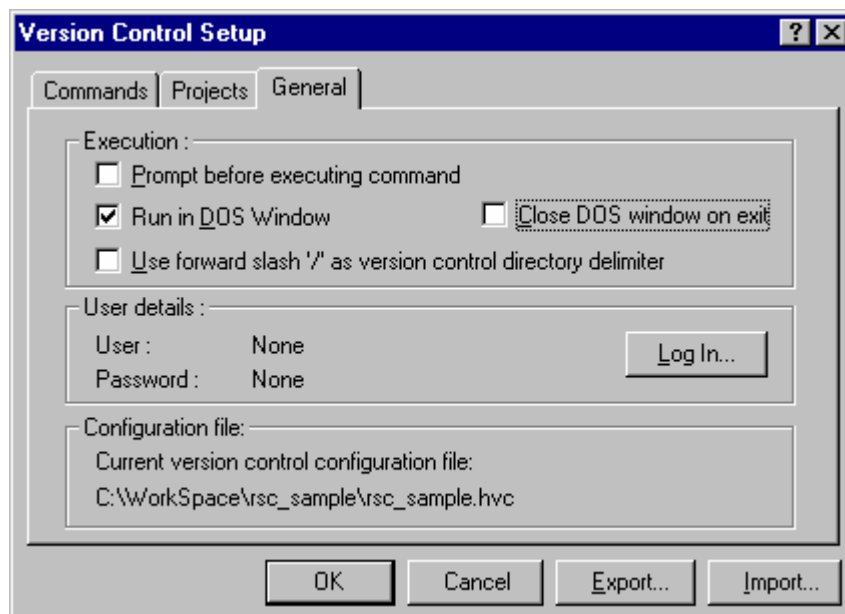 Version Control Setup
Commands Projects General
Execution :
Prompt before executing command
Run in DOS Window Close DOS window on exit
Use forward slash '/' as version control directory delimiter
User details :
User : None
Log In...
Password : None
Configuration file:
Current version control configuration file:
C:\WorkSpace\rsc_sample\rsc_sample.hvc
OK Cancel Export... Import...